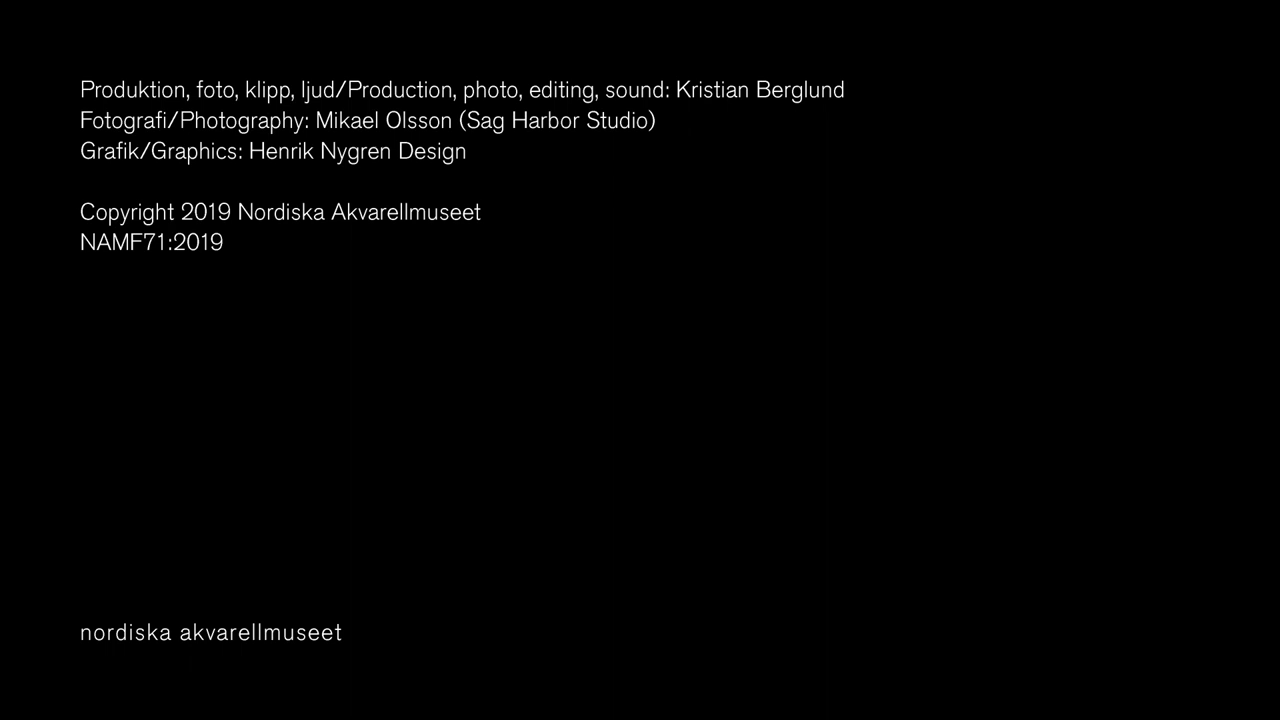 Produktion, foto, klipp, ljud/Production, photo, editing, sound: Kristian Berglund
Fotografi/Photography: Mikael Olsson (Sag Harbor Studio)
Grafik/Graphics: Henrik Nygren Design
Copyright 2019 Nordiska Akvarellmuseet
NAMF71:2019
nordiska akvarellmuseet